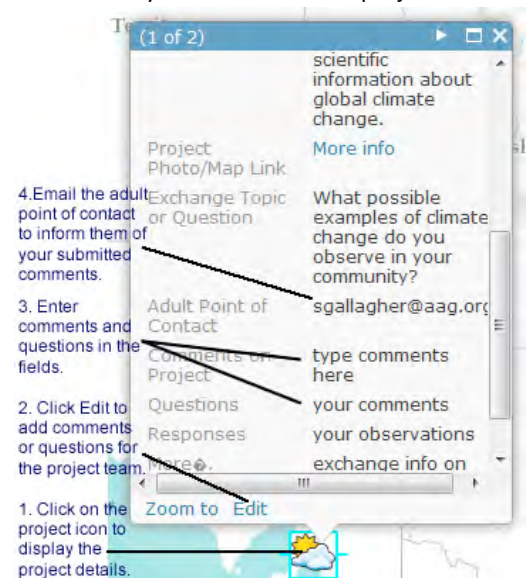 (1 of 2)
scientific
information about
global climate
change.
Project
Photo/Map Link
More info
Exchange Topic
or Question
What possible
examples of climate
change do you
observe in your
community?
Adult Point of
Contact
sgallagher@aag.org
Comments on
Project
type comments
here
Questions
your comments
Responses
your observations
More�.
exchange info on
Zoom to Edit
4.Email the adult
point of contact
to inform them of
your submitted
comments.
3. Enter
comments and
questions in the
fields.
2. Click Edit to
add comments
or questions for
the project team.
1. Click on the
project icon to
display the
project details.